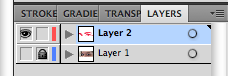 STROKE GRADIE TRANSP LAYERS
Layer 2
Layer 1